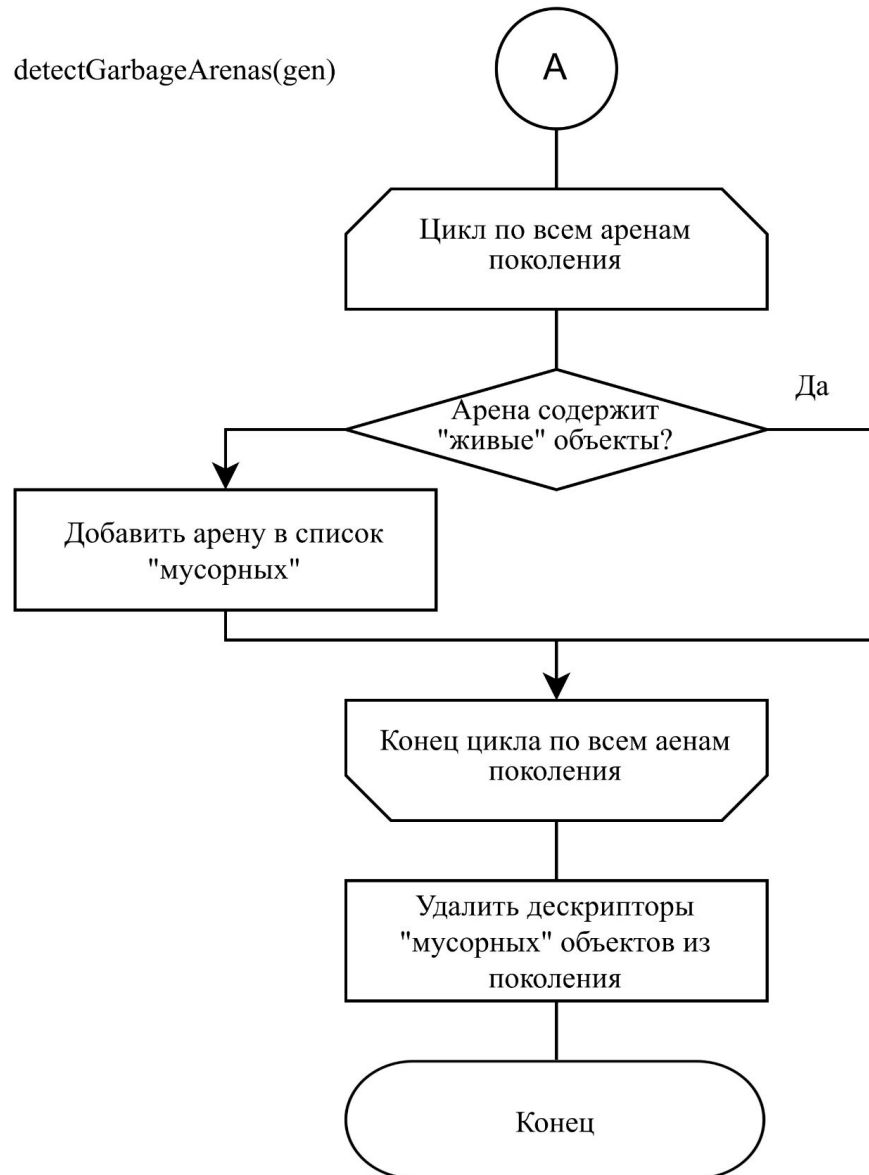 detectGarbageArenas(gen)
A
Цикл по всем аренам
поколения
Да
Арена содержит
"живые" объекты?
Добавить арену в список
"мусорных"
Конец цикла по всем аенам
поколения
Удалить дескрипторы
"мусорных" объектов из
поколения
Конец